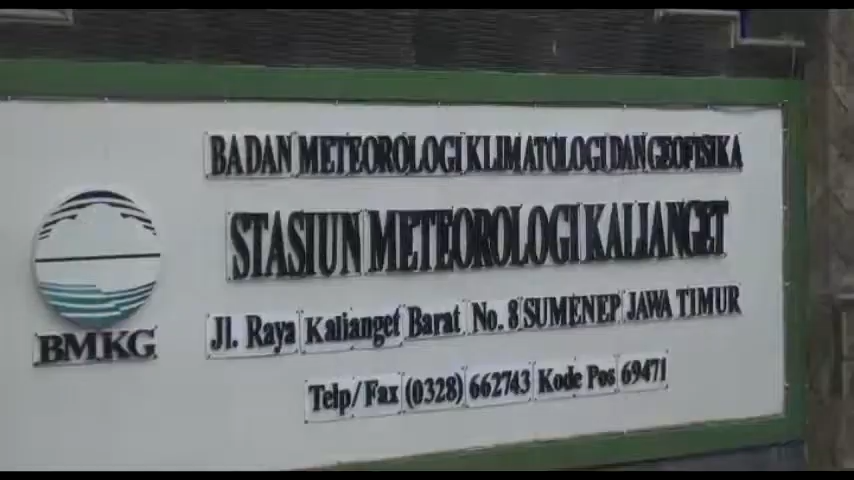 BADAN METEOROLOGI KLIMATOLOGI DAN GEOFISIKA
STASIUN METEOROLOGI KALIANGET
Jl. Raya Kalianget Barat No. 8 SUMENEP JAWA TIMUR
Telp/Fax (0328) 662743 Kode Pos 69471
BMKG